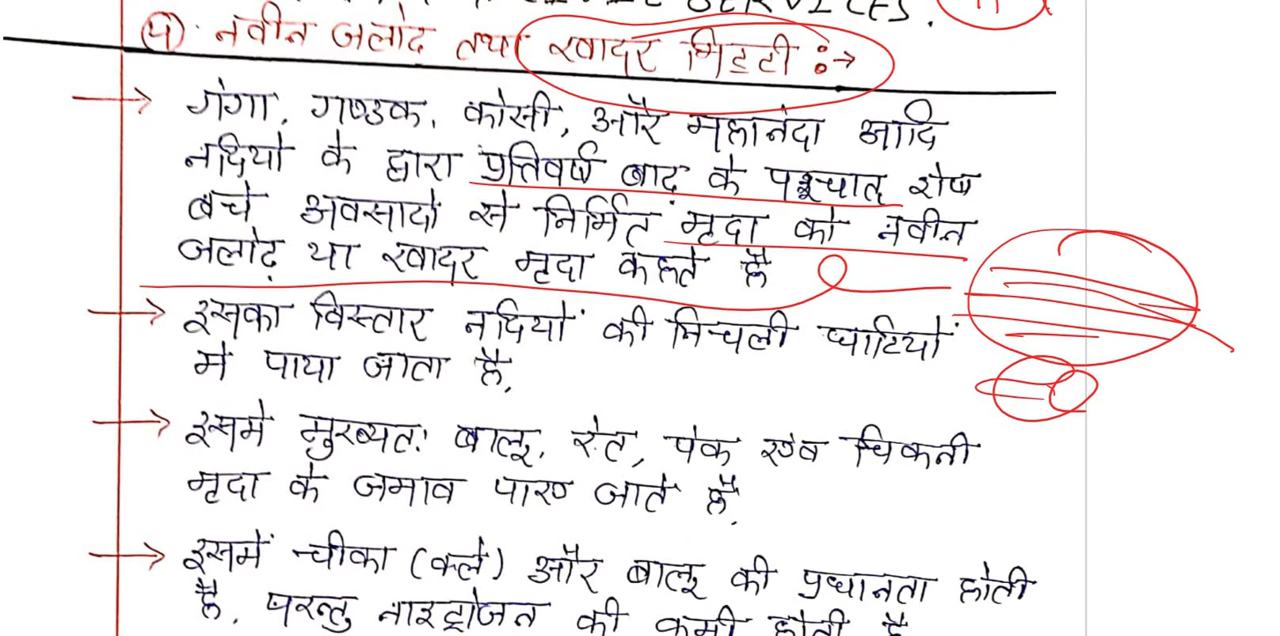 SERVICES.
(4) नवीन जलोढ तथा खादर मिट्टी :→
→ गंगा, गण्डक, कोसी, और महानंदा आदि
नदियों के द्वारा प्रतिवर्ष बाढ़ के पश्चात् शेष
बचे अवसादों से निर्मित मृदा को नवीन
जलोढ़ या खादर मृदा कहते है
→ इसका विस्तार नदियों की निचली घाटियों
में पाया जाता है.
→ इसमें मुख्यतः बालू, रेत, पंक एंव चिकनी
मृदा के जमाव पाए जाते है.
→ इसमें चीका (क्ले) और बालू की प्रधानता होती
है. परन्तु नाइट्रोजन की कमी होती है